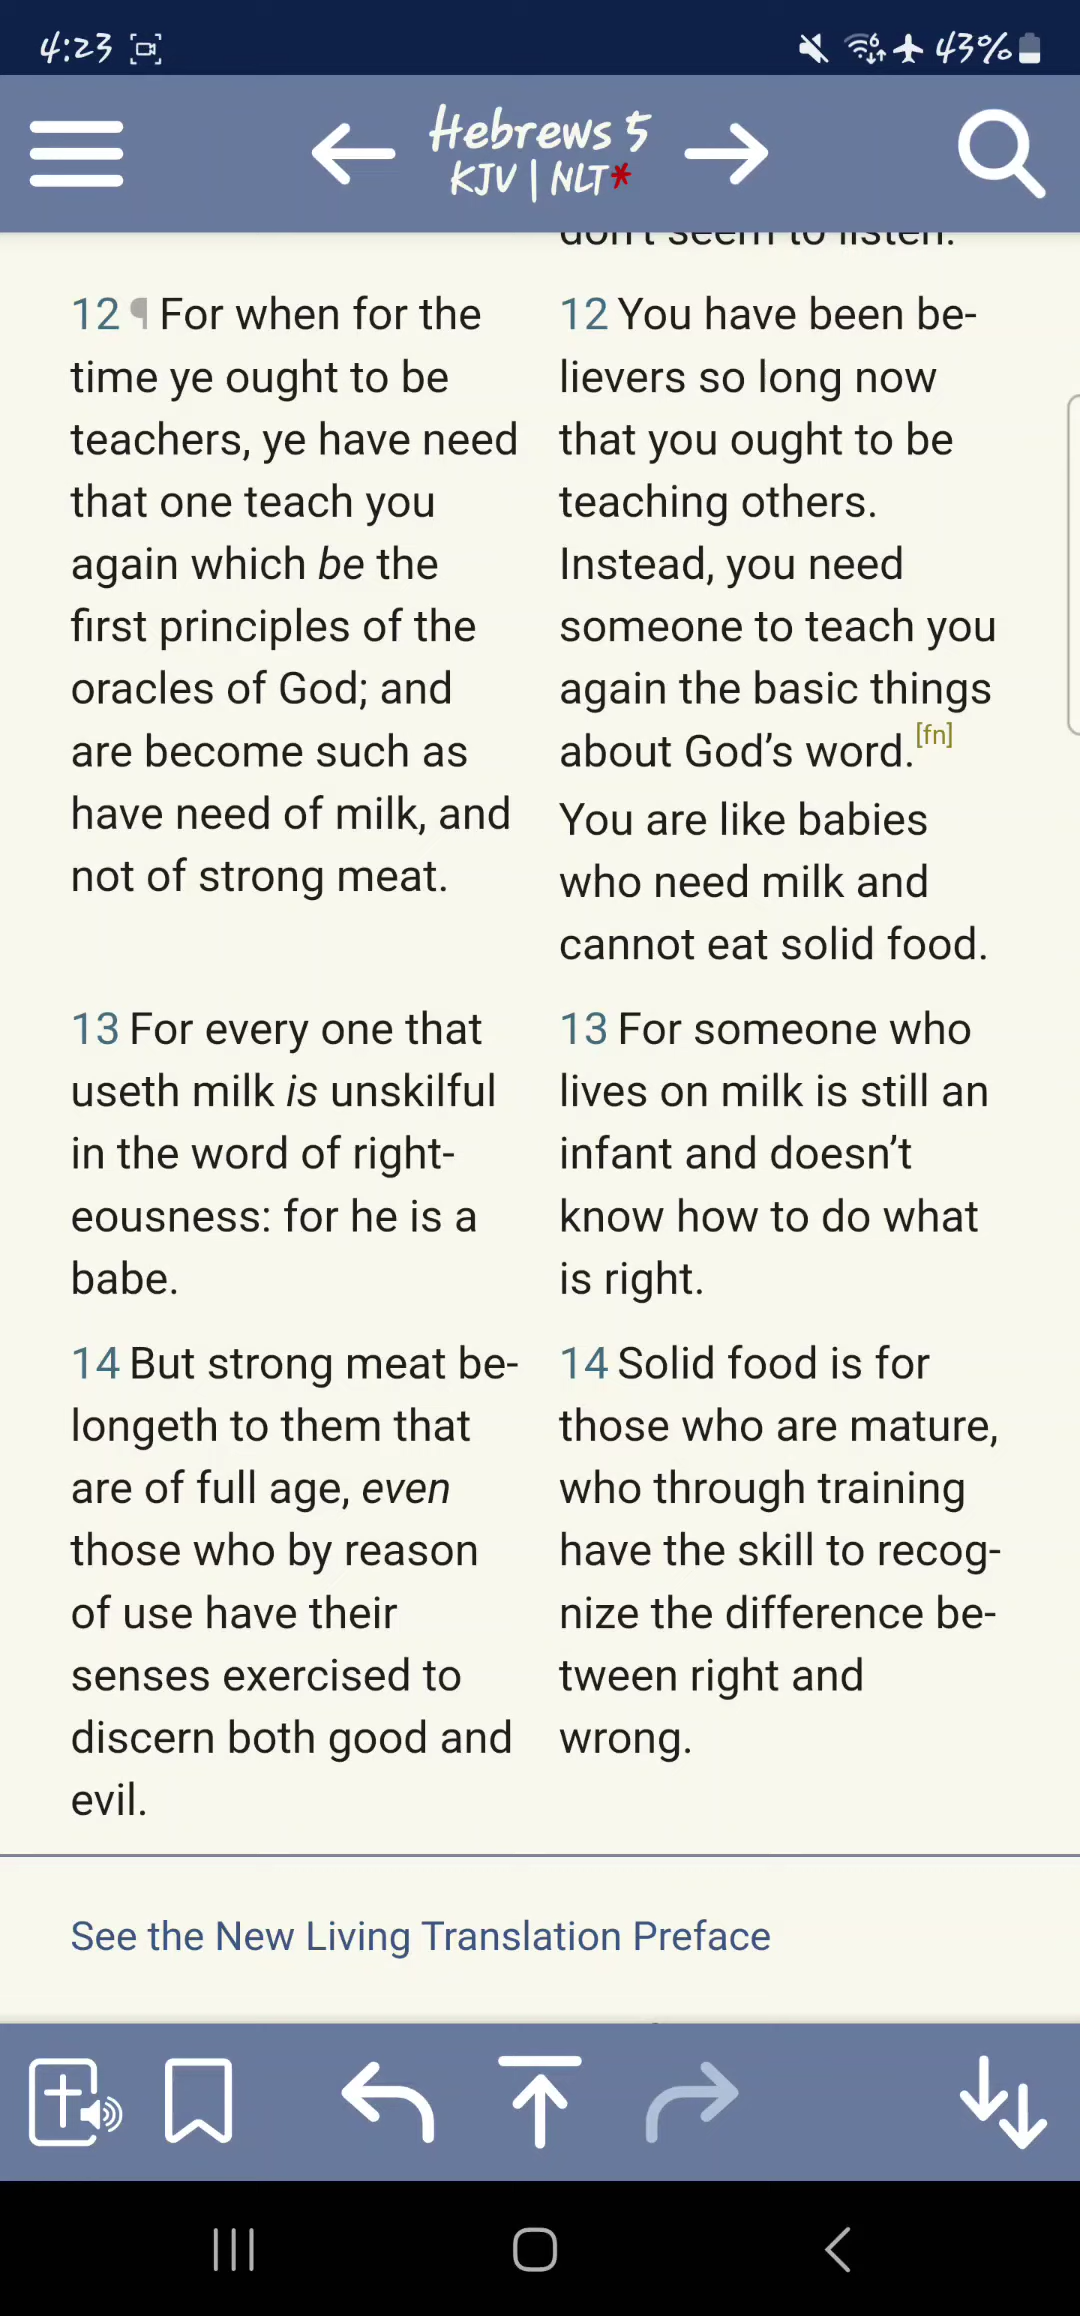 4:23
6 43%
Hebrews 5
KJV | NLT*
don't seem to listen.
12 ¶ For when for the
time ye ought to be
teachers, ye have need
that one teach you
again which be the
first principles of the
oracles of God; and
are become such as
have need of milk, and
not of strong meat.
12 You have been be-
lievers so long now
that you ought to be
teaching others.
Instead, you need
someone to teach you
again the basic things
about God’s word.[fn]
You are like babies
who need milk and
cannot eat solid food.
13 For every one that
useth milk is unskilful
in the word of right-
eousness: for he is a
babe.
13 For someone who
lives on milk is still an
infant and doesn’t
know how to do what
is right.
14 But strong meat be-
longeth to them that
are of full age, even
those who by reason
of use have their
senses exercised to
discern both good and
evil.
14 Solid food is for
those who are mature,
who through training
have the skill to recog-
nize the difference be-
tween right and
wrong.
See the New Living Translation Preface